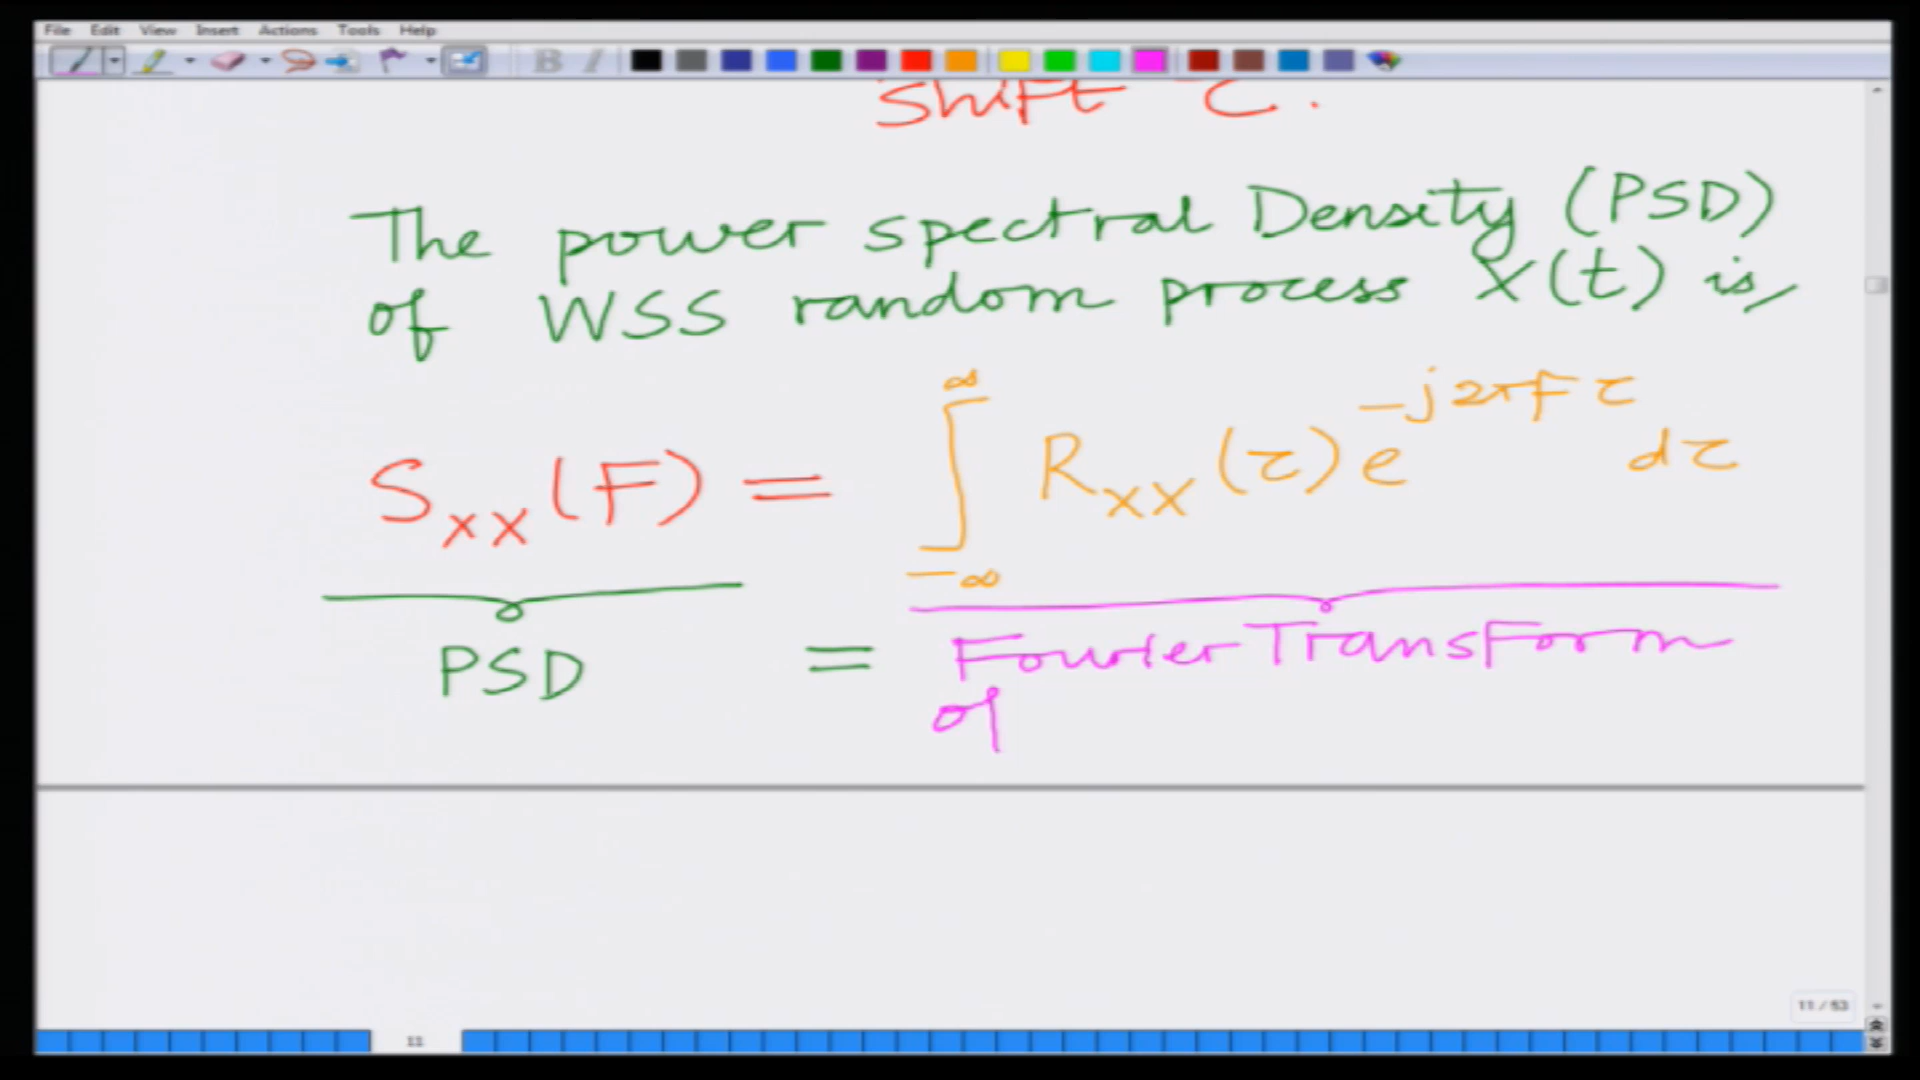 File Edit View Insert Actions Tools Help
B I
Shift τ.
The power spectral Density (PSD)
of WSS random process X(t) is,
S_XX(F) = ∫_{-∞}^{∞} R_XX(τ) e^{-j2πFτ} dτ
PSD = Fourier Transform
of
11 / 53
11